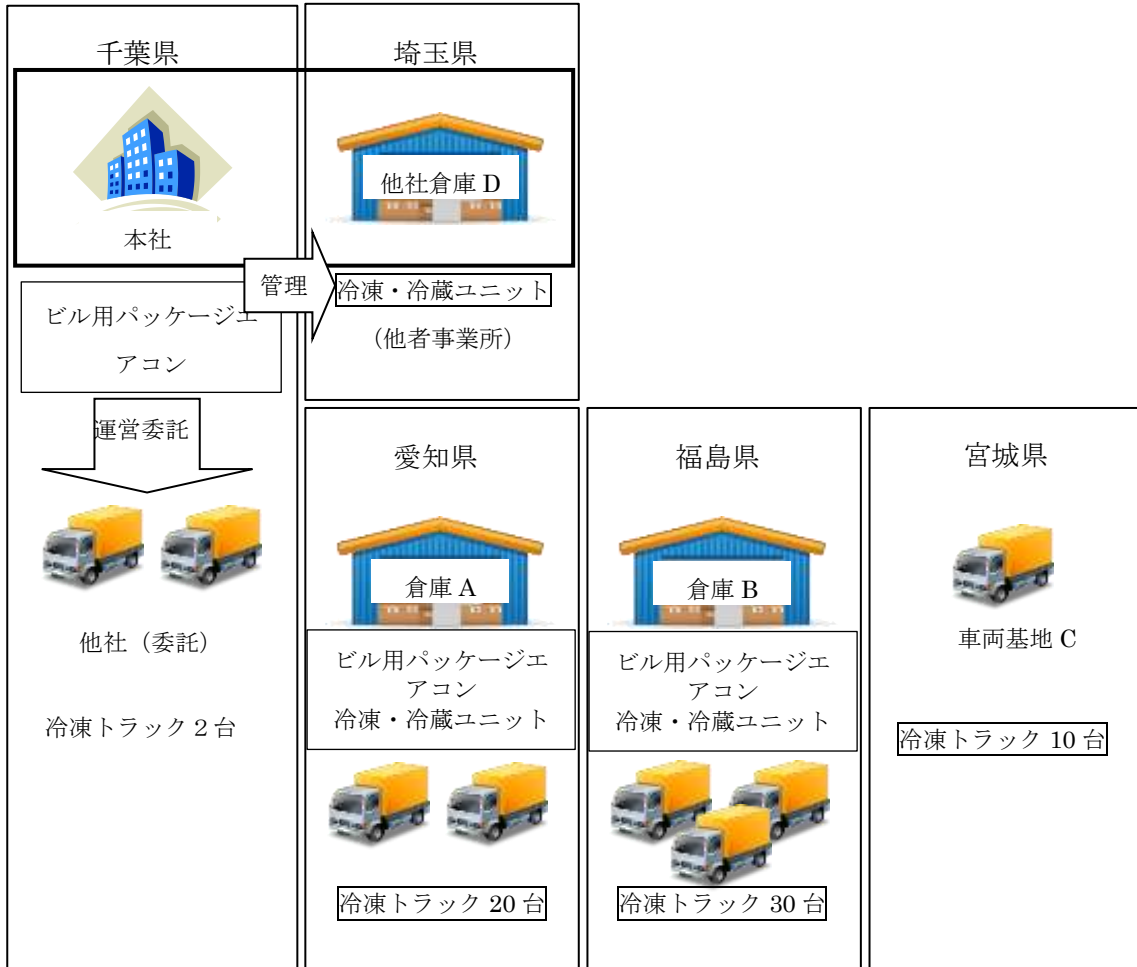 千葉県
本社
ビル用パッケージエ
アコン
運営委託
他社（委託）
冷凍トラック２台
埼玉県
他社倉庫 D
管理
冷凍・冷蔵ユニット
（他者事業所）
愛知県
倉庫 A
ビル用パッケージエ
アコン
冷凍・冷蔵ユニット
冷凍トラック 20 台
福島県
倉庫 B
ビル用パッケージエ
アコン
冷凍・冷蔵ユニット
冷凍トラック 30 台
宮城県
車両基地 C
冷凍トラック 10 台